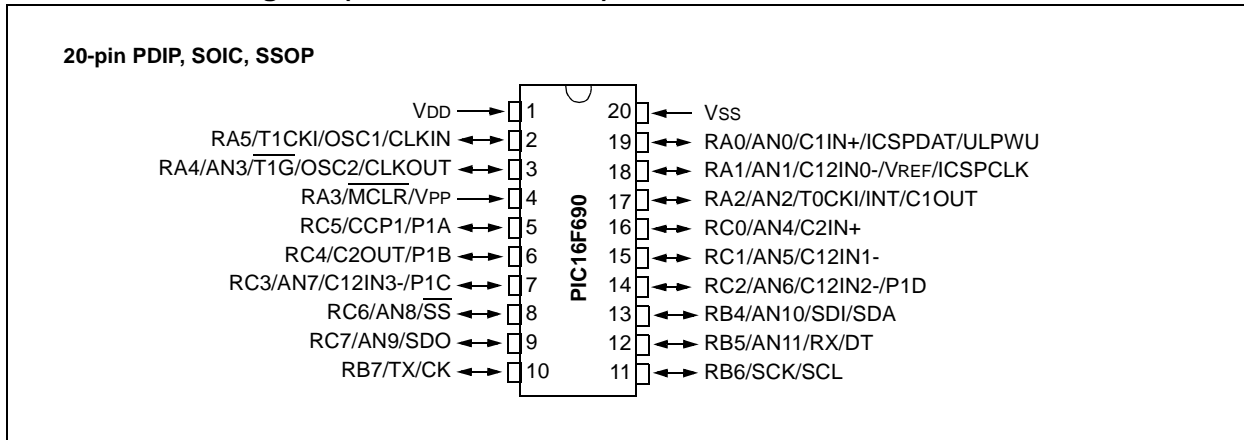 20-pin PDIP, SOIC, SSOP
VDD 1 20 VSS
RA5/T1CKI/OSC1/CLKIN 2 19 RA0/AN0/C1IN+/ICSPDAT/ULPWU
RA4/AN3/T1G/OSC2/CLKOUT 3 18 RA1/AN1/C12IN0-/VREF/ICSPCLK
RA3/MCLR/VPP 4 17 RA2/AN2/T0CKI/INT/C1OUT
RC5/CCP1/P1A 5 16 RC0/AN4/C2IN+
RC4/C2OUT/P1B 6 15 RC1/AN5/C12IN1-
RC3/AN7/C12IN3-/P1C 7 14 RC2/AN6/C12IN2-/P1D
RC6/AN8/SS 8 13 RB4/AN10/SDI/SDA
RC7/AN9/SDO 9 12 RB5/AN11/RX/DT
RB7/TX/CK 10 11 RB6/SCK/SCL
PIC16F690